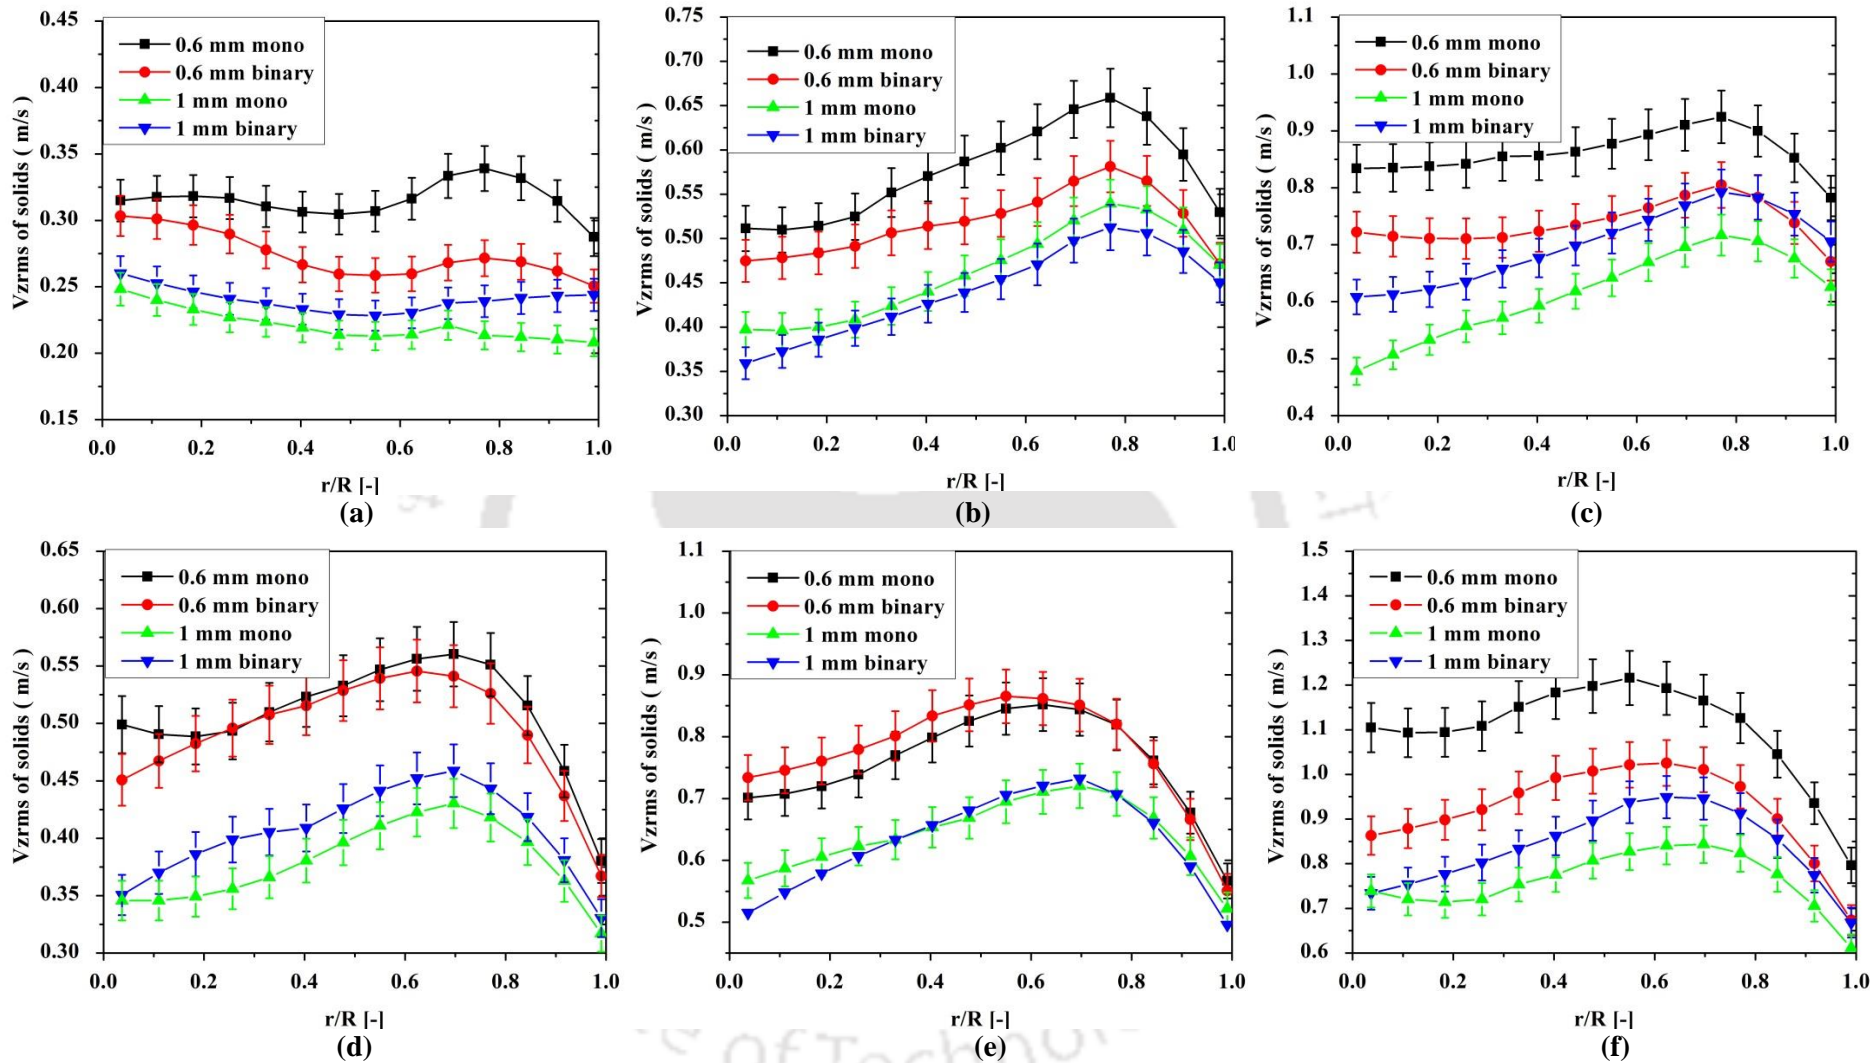 0.6 mm mono
0.6 mm binary
1 mm mono
1 mm binary
Vzrms of solids ( m/s )
0.45
0.40
0.35
0.30
0.25
0.20
0.15
0.0 0.2 0.4 0.6 0.8 1.0
r/R [-]
(a)
0.6 mm mono
0.6 mm binary
1 mm mono
1 mm binary
Vzrms of solids ( m/s )
0.75
0.70
0.65
0.60
0.55
0.50
0.45
0.40
0.35
0.30
0.0 0.2 0.4 0.6 0.8 1.0
r/R [-]
(b)
0.6 mm mono
0.6 mm binary
1 mm mono
1 mm binary
Vzrms of solids ( m/s )
1.1
1.0
0.9
0.8
0.7
0.6
0.5
0.4
0.0 0.2 0.4 0.6 0.8 1.0
r/R [-]
(c)
0.6 mm mono
0.6 mm binary
1 mm mono
1 mm binary
Vzrms of solids ( m/s )
0.65
0.60
0.55
0.50
0.45
0.40
0.35
0.30
0.0 0.2 0.4 0.6 0.8 1.0
r/R [-]
(d)
0.6 mm mono
0.6 mm binary
1 mm mono
1 mm binary
Vzrms of solids ( m/s )
1.1
1.0
0.9
0.8
0.7
0.6
0.5
0.0 0.2 0.4 0.6 0.8 1.0
r/R [-]
(e)
0.6 mm mono
0.6 mm binary
1 mm mono
1 mm binary
Vzrms of solids ( m/s )
1.5
1.4
1.3
1.2
1.1
1.0
0.9
0.8
0.7
0.6
0.0 0.2 0.4 0.6 0.8 1.0
r/R [-]
(f)
of